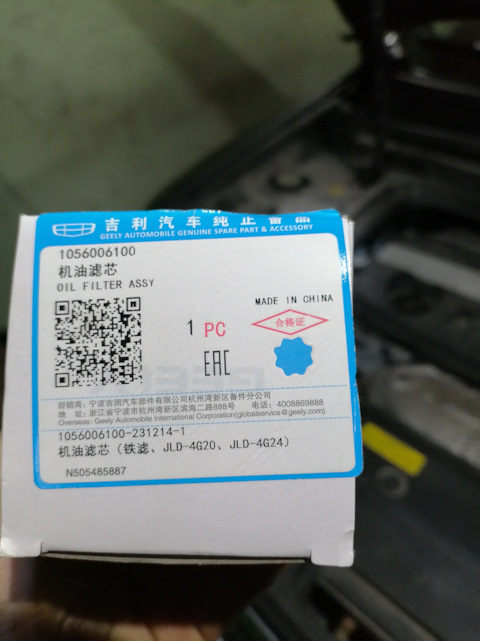 吉利汽车纯正备品
GEELY AUTOMOBILE GENUINE SPARE PART & ACCESSORY
1056006100
机油滤芯
OIL FILTER ASSY
MADE IN CHINA
1 PC
合格证
EAC
经销商：宁波吉润汽车部件有限公司杭州湾新区备件分公司
地 址：浙江省宁波市杭州湾新区滨海二路888号 电话：4008869888
Overseas: Geely Automobile International Corporation(globalservice@geely.com)
1056006100-231214-1
机油滤芯（铁滤、JLD-4G20、JLD-4G24）
N505485887